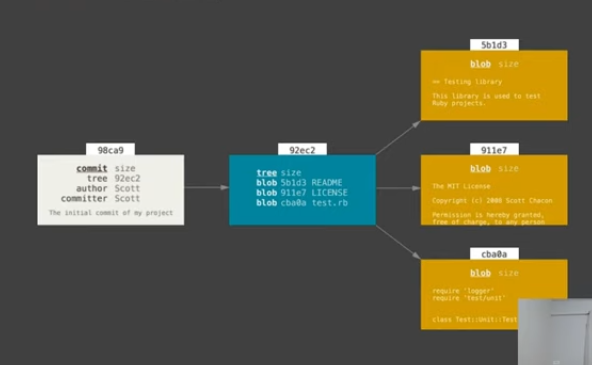 98ca9
commit size
tree 92ec2
author Scott
committer Scott
The initial commit of my project
92ec2
tree size
blob 5b1d3 README
blob 911e7 LICENSE
blob cba0a test.rb
5b1d3
blob size
== Testing library
This library is used to test
Ruby projects.
911e7
blob size
The MIT License
Copyright (c) 2008 Scott Chacon
Permission is hereby granted,
free of charge, to any person
cba0a
blob size
require 'logger'
require 'test/unit'
class Test::Unit::Test